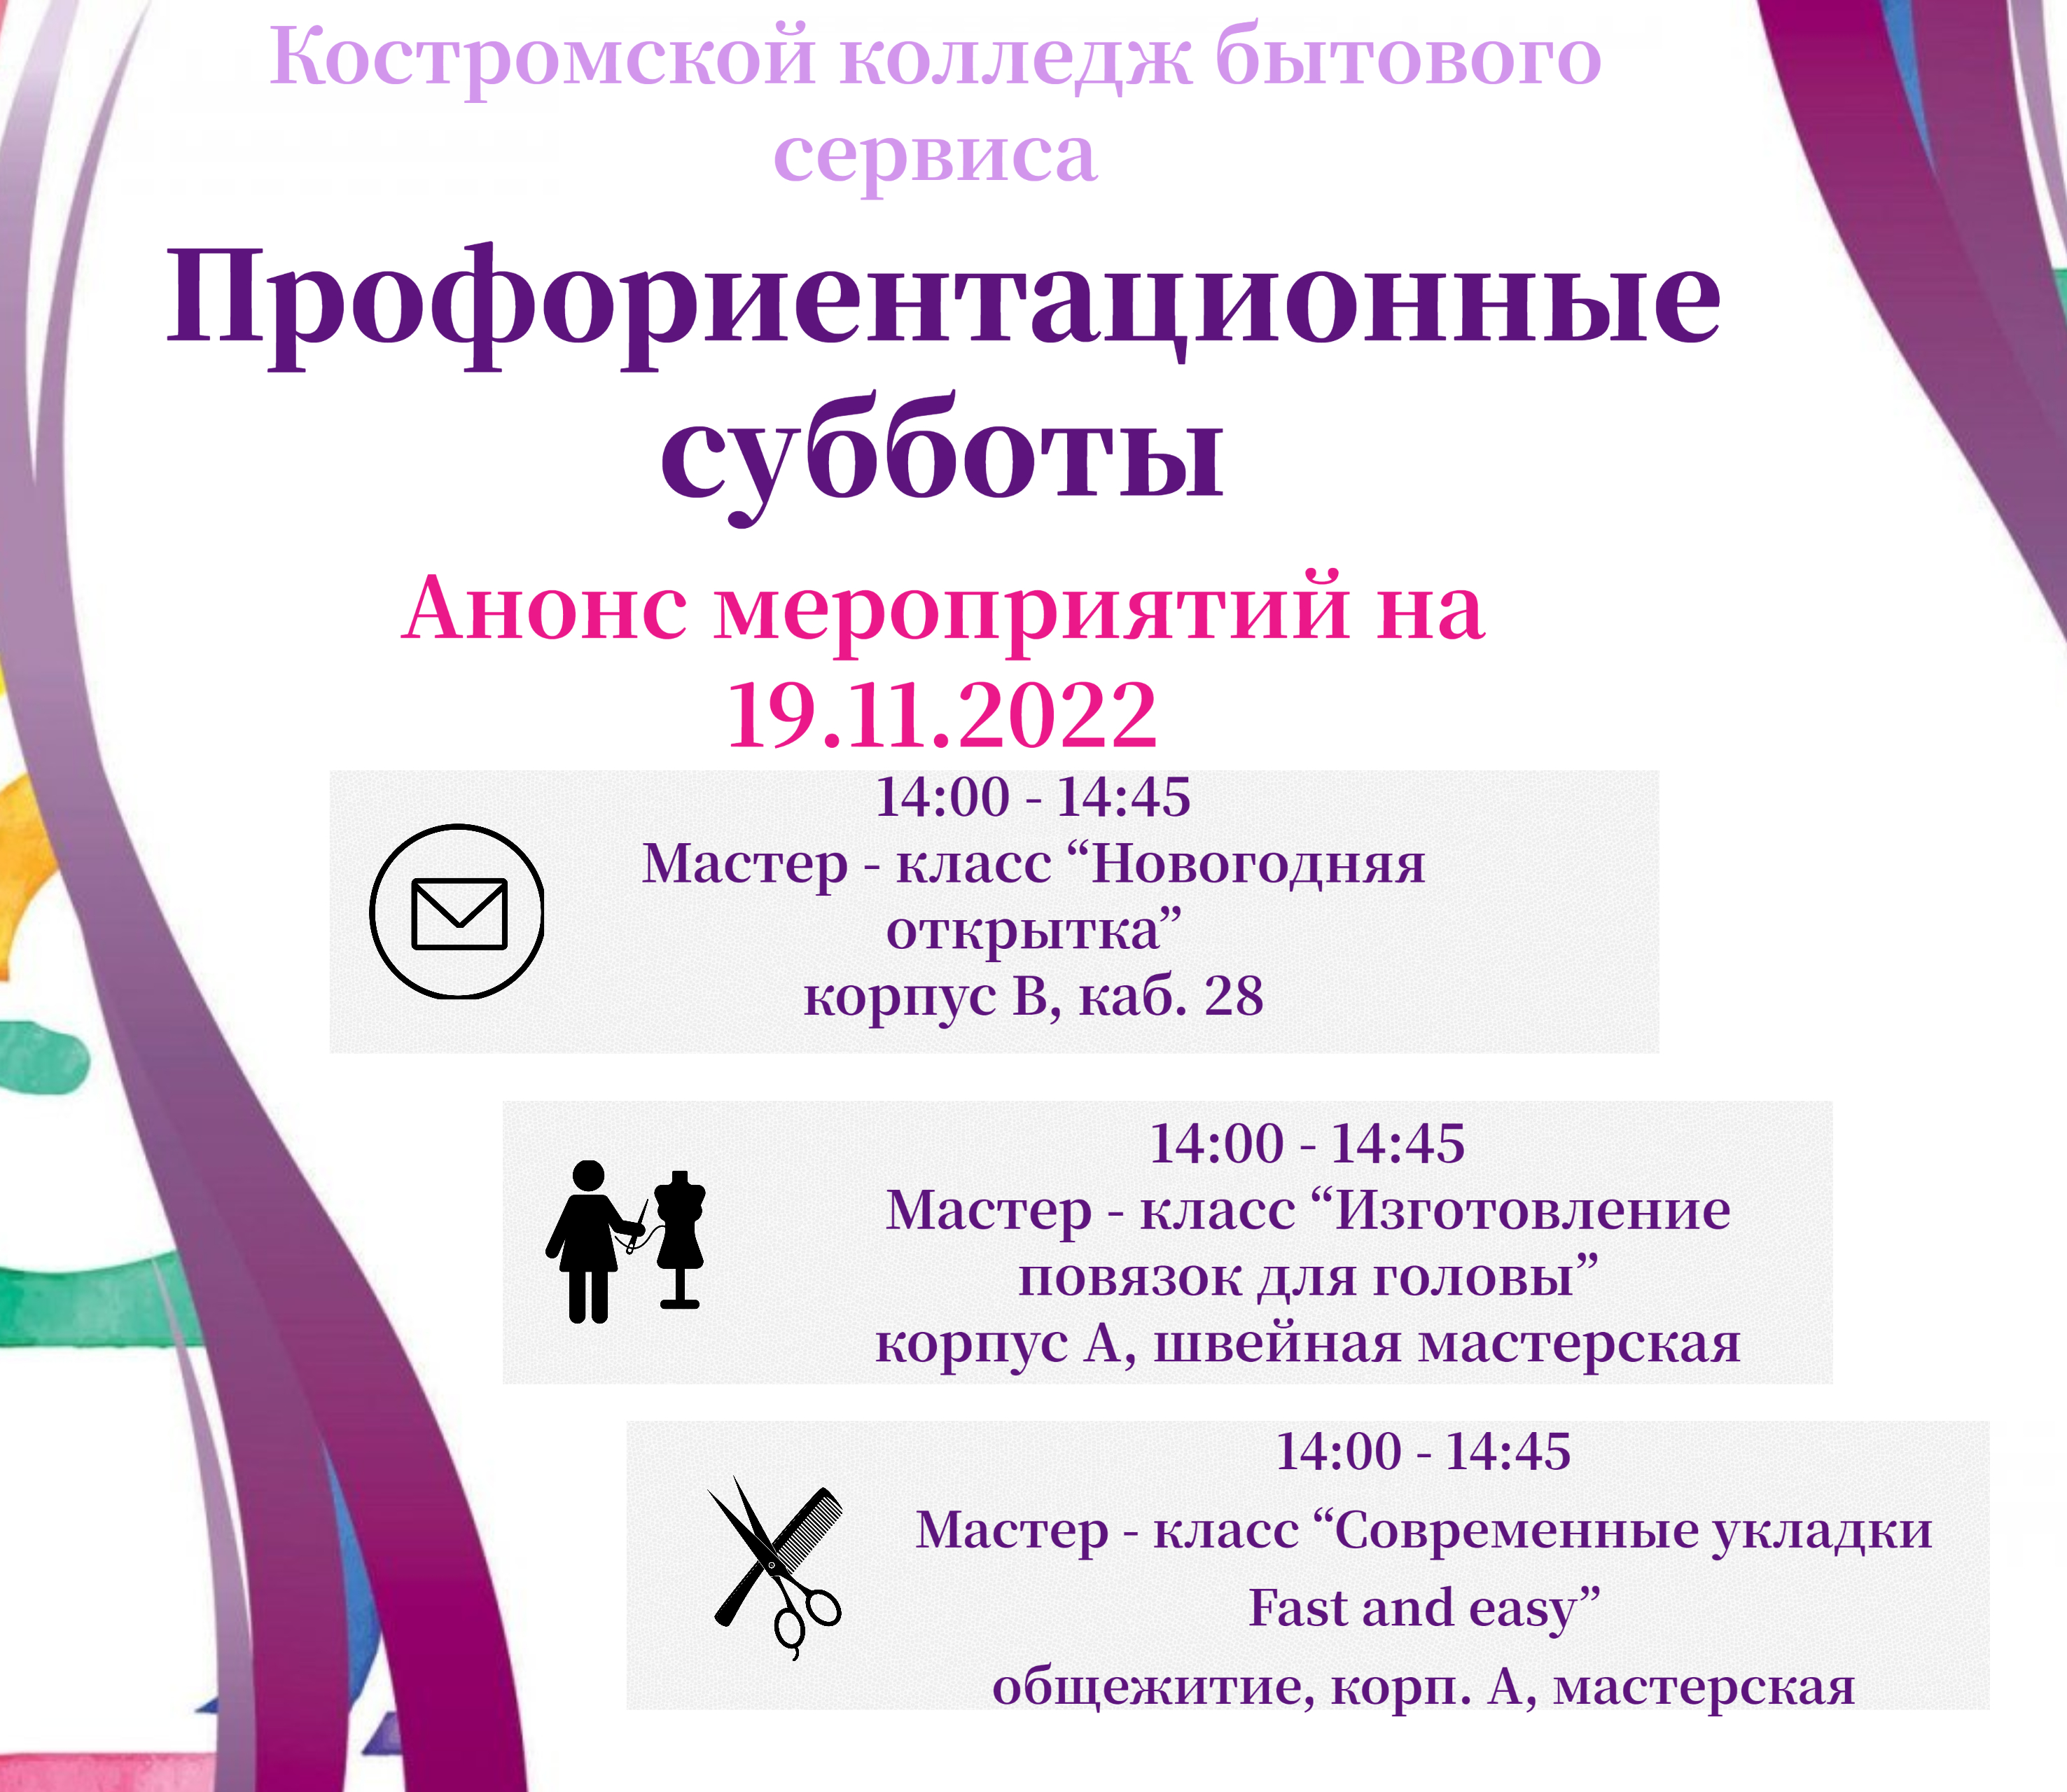 Костромской колледж бытового
сервиса
Профориентационные
субботы
Анонс мероприятий на
19.11.2022
14:00 - 14:45
Мастер - класс “Новогодняя
открытка”
корпус В, каб. 28
14:00 - 14:45
Мастер - класс “Изготовление
повязок для головы”
корпус А, швейная мастерская
14:00 - 14:45
Мастер - класс “Современные укладки
Fast and easy”
общежитие, корп. А, мастерская